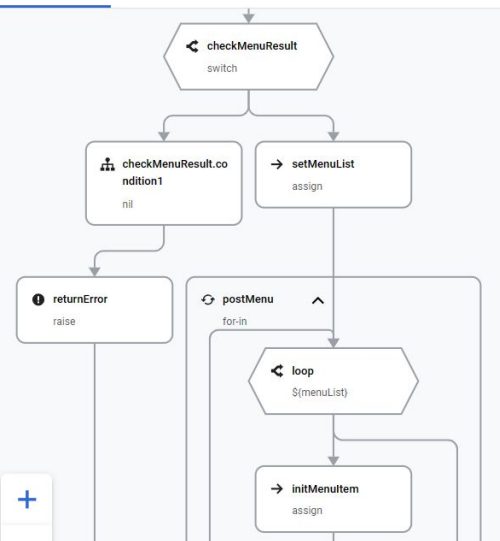 checkMenuResult
switch
checkMenuResult.co
ndition1
nil
setMenuList
assign
returnError
raise
postMenu
for-in
loop
${menuList}
initMenuItem
assign